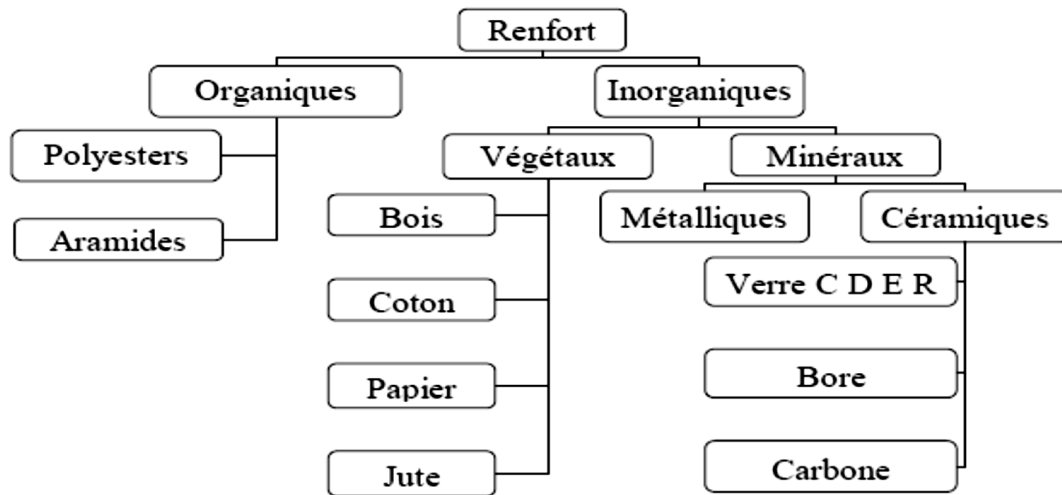 Renfort
Organiques
Inorganiques
Polyesters
Aramides
Végétaux
Minéraux
Bois
Coton
Papier
Jute
Métalliques
Céramiques
Verre C D E R
Bore
Carbone